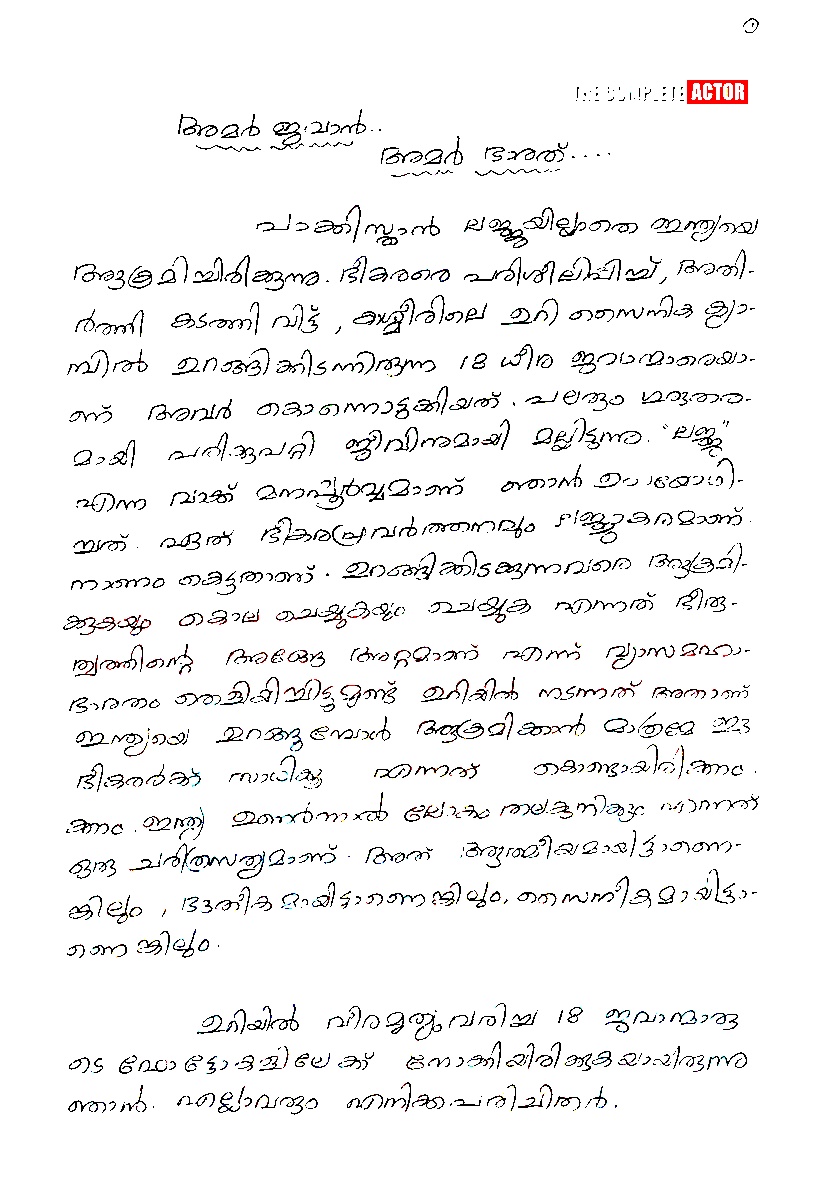 1
THE COMPLETE ACTOR
അമർ ജവാൻ..
അമർ ഭാരത്....
പാക്കിസ്ഥാൻ ലജ്ജയില്ലാതെ ഇന്ത്യയെ
ആക്രമിച്ചിരിക്കുന്നു. ഭീകരരെ പരിശീലിപ്പിച്ച്, അതി-
ർത്തി കടത്തി വിട്ട്, കാശ്മീരിലെ ഉറി സൈനിക ക്യാ-
മ്പിൽ ഉറങ്ങിക്കിടന്നിരുന്ന 18 ധീര ജവാന്മാരെയാ-
ണ് അവർ കൊന്നൊടുക്കിയത്. പലരും ഗുരുതര-
മായി പരിക്കുപറ്റി ജീവിനുമായി മല്ലിടുന്നു. "ലജ്ജ"
എന്ന വാക്ക് മനഃപ്പൂർവ്വമാണ് ഞാൻ ഉപയോഗി-
ച്ചത്. ഏത് ഭീകരപ്രവർത്തനവും ലജ്ജാകരമാണ്.
നാണം കെട്ടതാണ്. ഉറങ്ങിക്കിടക്കുന്നവരെ ആക്രമി-
ക്കുകയും കൊല ചെയ്യുകയും ചെയ്യുക എന്നത് ഭീരു-
ത്വത്തിന്റെ അങ്ങേ അറ്റമാണ് എന്ന് വ്യാസമഹാ-
ഭാരതം തെളിയിച്ചിട്ടുമുണ്ട് ഉറിയിൽ നടന്നത് അതാണ്
ഇന്ത്യയെ ഉറങ്ങുമ്പോൾ ആക്രമിക്കാൻ മാത്രമേ ഈ
ഭീകരർക്ക് സാധിക്കൂ എന്നത് കൊണ്ടായിരിക്കണം.
ക്കണം. ഇന്ത്യ ഉണർന്നാൽ ലോകം തലകുനിക്കും എന്നത്
ഒരു ചരിത്രസത്യമാണ്. അത് ആത്മീയമായിട്ടാണെ-
ങ്കിലും, ഭൗതികമായിട്ടാണെങ്കിലും, സൈനികമായിട്ടാ-
ണെങ്കിലും.
ഉറിയിൽ വീരമൃത്യുവരിച്ച 18 ജവാന്മാരു
ടെ ഫോട്ടോകളിലേക്ക് നോക്കിയിരിക്കുകയായിരുന്നു
ഞാൻ. എല്ലാവരും എനിക്കപരിചിതർ.